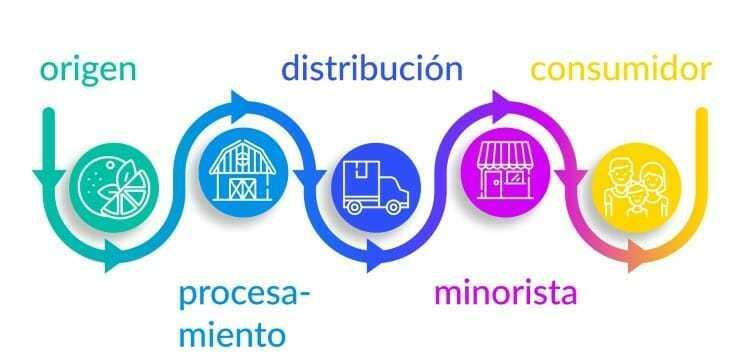 origen
distribución
consumidor
procesa-
miento
minorista